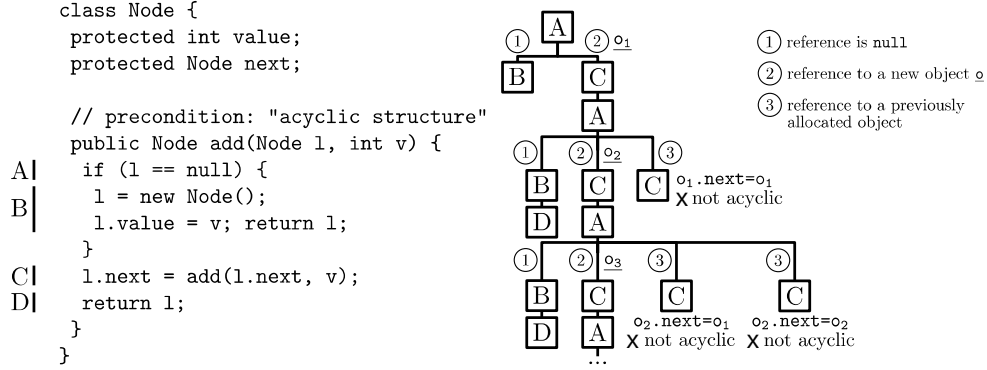 class Node {
protected int value;
protected Node next;
// precondition: "acyclic structure"
public Node add(Node l, int v) {
A if (l == null) {
B l = new Node();
l.value = v; return l;
}
C l.next = add(l.next, v);
D return l;
}
}
A
1 2 o1
B C
A
1 2 o2 3
B C C
o1.next=o1
X not acyclic
D A
1 2 o3 3 3
B C C C
D A
o2.next=o1 o2.next=o2
X not acyclic X not acyclic
...
1 reference is null
2 reference to a new object o
3 reference to a previously
allocated object